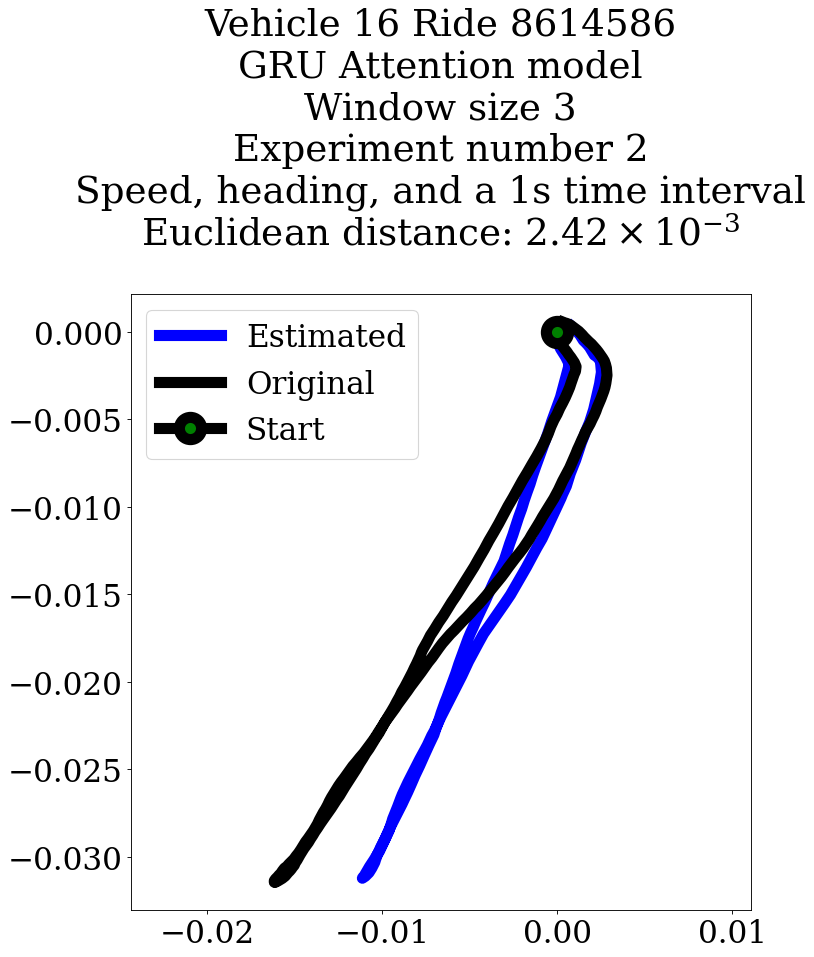 Vehicle 16 Ride 8614586
GRU Attention model
Window size 3
Experiment number 2
Speed, heading, and a 1s time interval
Euclidean distance: 2.42 × 10⁻³
Estimated
Original
Start
0.000
−0.005
−0.010
−0.015
−0.020
−0.025
−0.030
−0.02 −0.01 0.00 0.01